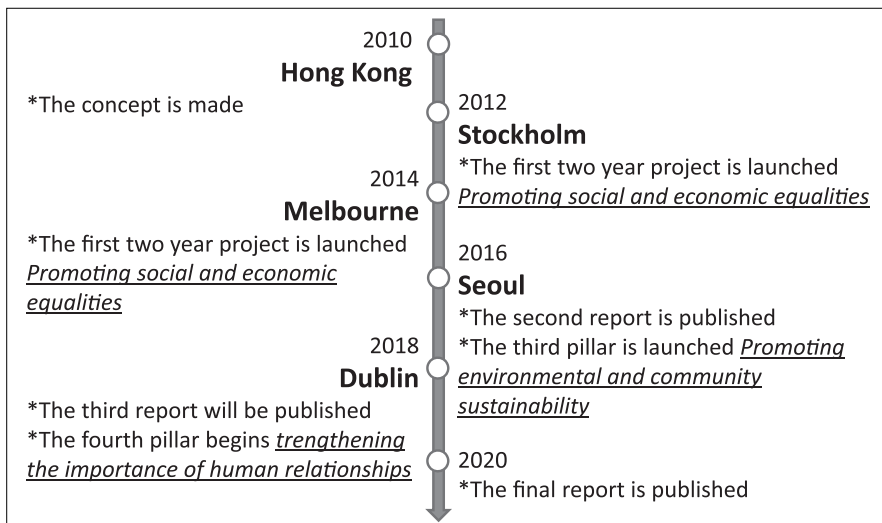 2010
Hong Kong
*The concept is made
2012
Stockholm
*The first two year project is launched
Promoting social and economic equalities
2014
Melbourne
*The first two year project is launched
Promoting social and economic
equalities
2016
Seoul
*The second report is published
*The third pillar is launched Promoting
environmental and community
sustainability
2018
Dublin
*The third report will be published
*The fourth pillar begins trengthening
the importance of human relationships
2020
*The final report is published